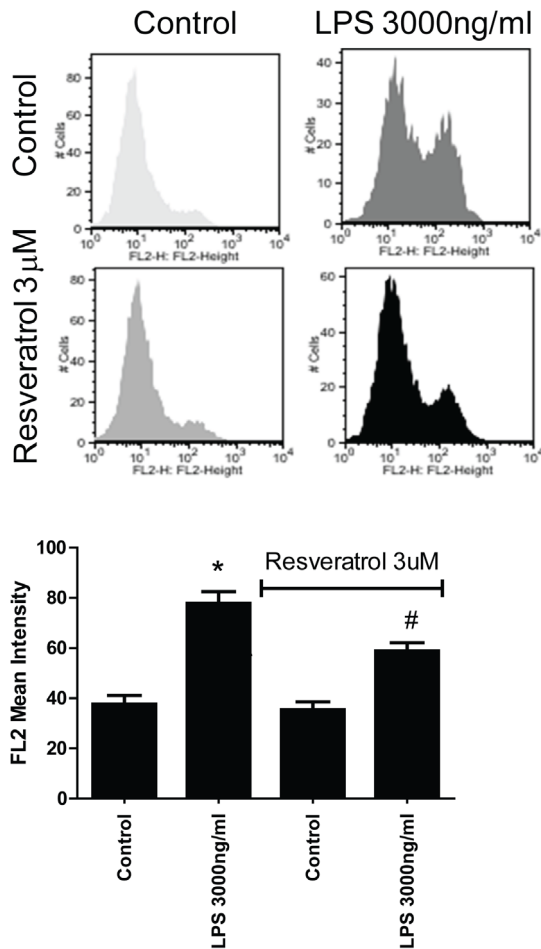 Control LPS 3000ng/ml
Control
# Cells
80
60
40
20
0
10⁰ 10¹ 10² 10³ 10⁴
FL2-H: FL2-Height
# Cells
40
30
20
10
0
10⁰ 10¹ 10² 10³ 10⁴
FL2-H: FL2-Height
Resveratrol 3μM
# Cells
80
60
40
20
0
10⁰ 10¹ 10² 10³ 10⁴
FL2-H: FL2-Height
# Cells
60
40
20
0
10⁰ 10¹ 10² 10³ 10⁴
FL2-H: FL2-Height
FL2 Mean Intensity
100
80
60
40
20
0
*
Resveratrol 3uM
#
Control
LPS 3000ng/ml
Control
LPS 3000ng/ml